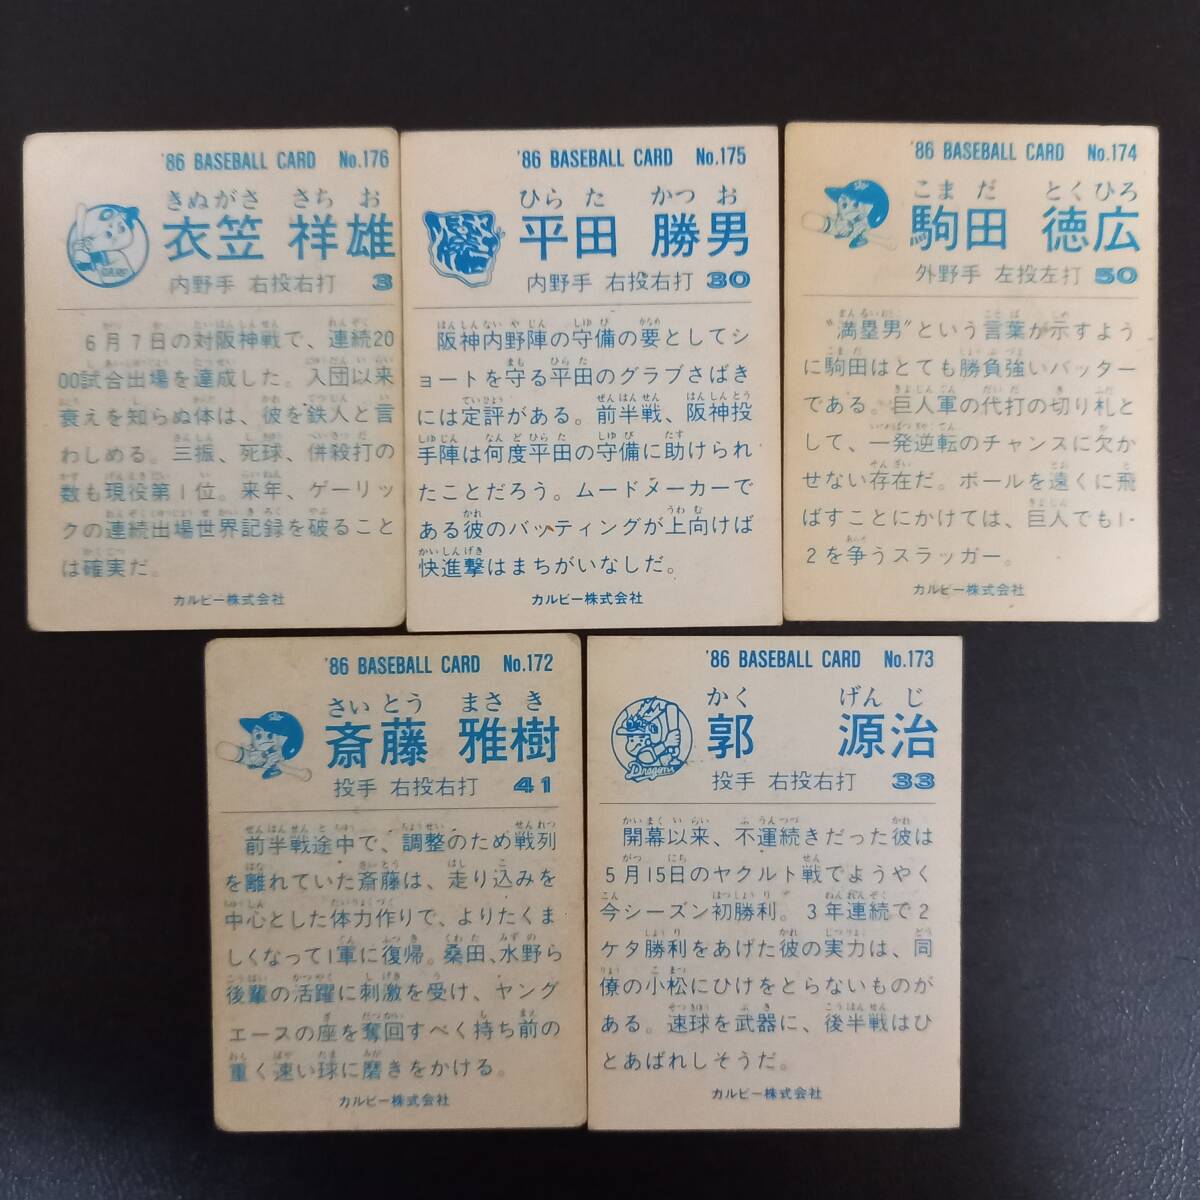 '86 BASEBALL CARD No.176
きぬがさ さちお
衣笠 祥雄
内野手 右投右打 3
6月7日の対阪神戦で、連続20
00試合出場を達成した。入団以来
衰えを知らぬ体は、彼を鉄人と言
わしめる。三振、死球、併殺打の
数も現役第1位。来年、ゲーリッ
クの連続出場世界記録を破ること
は確実だ。
カルビー株式会社
'86 BASEBALL CARD No.175
ひらた かつお
平田 勝男
内野手 右投右打 30
阪神内野陣の守備の要としてショ
ョートを守る平田のグラブさばき
には定評がある。前半戦、阪神投
手陣は何度平田の守備に助けられ
たことだろう。ムードメーカーで
ある彼のバッティングが上向けば
快進撃はまちがいなしだ。
カルビー株式会社
'86 BASEBALL CARD No.174
こまだ とくひろ
駒田 徳広
外野手 左投左打 50
"満塁男"という言葉が示すよう
に駒田はとても勝負強いバッター
である。巨人軍の代打の切り札と
して、一発逆転のチャンスに欠か
せない存在だ。ボールを遠くに飛
ばすことにかけては、巨人でも1・
2を争うスラッガー。
カルビー株式会社
'86 BASEBALL CARD No.172
さいとう まさき
斎藤 雅樹
投手 右投右打 41
前半戦途中で、調整のため戦列
を離れていた斎藤は、走り込みを
中心とした体力作りで、よりたくま
しくなって1軍に復帰。桑田、水野ら
後輩の活躍に刺激を受け、ヤング
エースの座を奪回すべく持ち前の
重く速い球に磨きをかける。
カルビー株式会社
'86 BASEBALL CARD No.173
かく げんじ
郭 源治
Dragons
投手 右投右打 33
開幕以来、不運続きだった彼は
5月15日のヤクルト戦でようやく
今シーズン初勝利。3年連続で2
ケタ勝利をあげた彼の実力は、同
僚の小松にひけをとらないものが
ある。速球を武器に、後半戦はひ
とあばれしそうだ。
カルビー株式会社